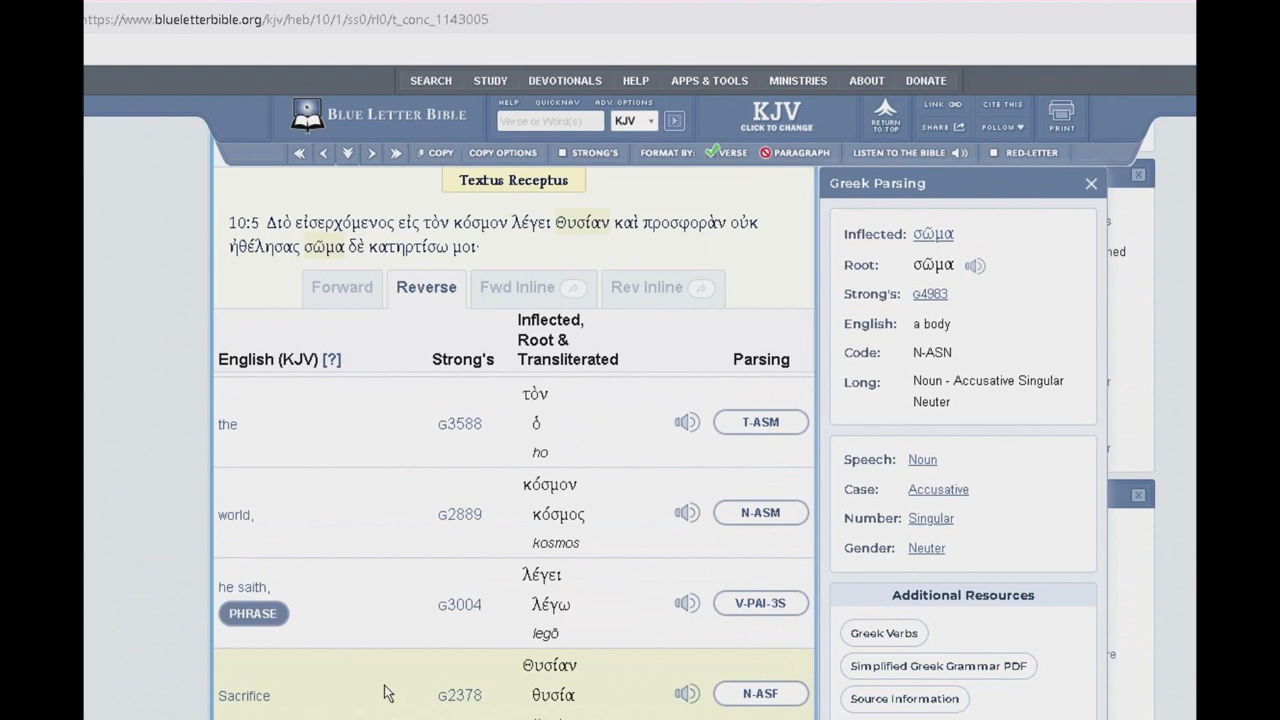 https://www.blueletterbible.org/kjv/heb/10/1/ss0/rl0/t_conc_1143005
SEARCH STUDY DEVOTIONALS HELP APPS & TOOLS MINISTRIES ABOUT DONATE
BLUE LETTER BIBLE
HELP QUICKNAV ADV. OPTIONS
Verse or Word(s) KJV
KJV
CLICK TO CHANGE
RETURN
TO TOP
LINK CITE THIS
SHARE FOLLOW
PRINT
COPY COPY OPTIONS STRONG'S FORMAT BY: VERSE PARAGRAPH LISTEN TO THE BIBLE RED-LETTER
Textus Receptus
10:5 Διὸ εἰσερχόμενος εἰς τὸν κόσμον λέγει Θυσίαν καὶ προσφορὰν οὐκ
ἠθέλησας σῶμα δὲ κατηρτίσω μοι·
Forward Reverse Fwd Inline Rev Inline
English (KJV) [?] Strong's Inflected,
Root &
Transliterated Parsing
τὸν
the G3588 ὁ T-ASM
ho
κόσμον
world, G2889 κόσμος N-ASM
kosmos
λέγει
he saith, G3004 λέγω V-PAI-3S
PHRASE
legō
Θυσίαν
Sacrifice G2378 θυσία N-ASF
Greek Parsing
Inflected: σῶμα
Root: σῶμα
Strong's: G4983
English: a body
Code: N-ASN
Long: Noun - Accusative Singular
Neuter
Speech: Noun
Case: Accusative
Number: Singular
Gender: Neuter
Additional Resources
Greek Verbs
Simplified Greek Grammar PDF
Source Information